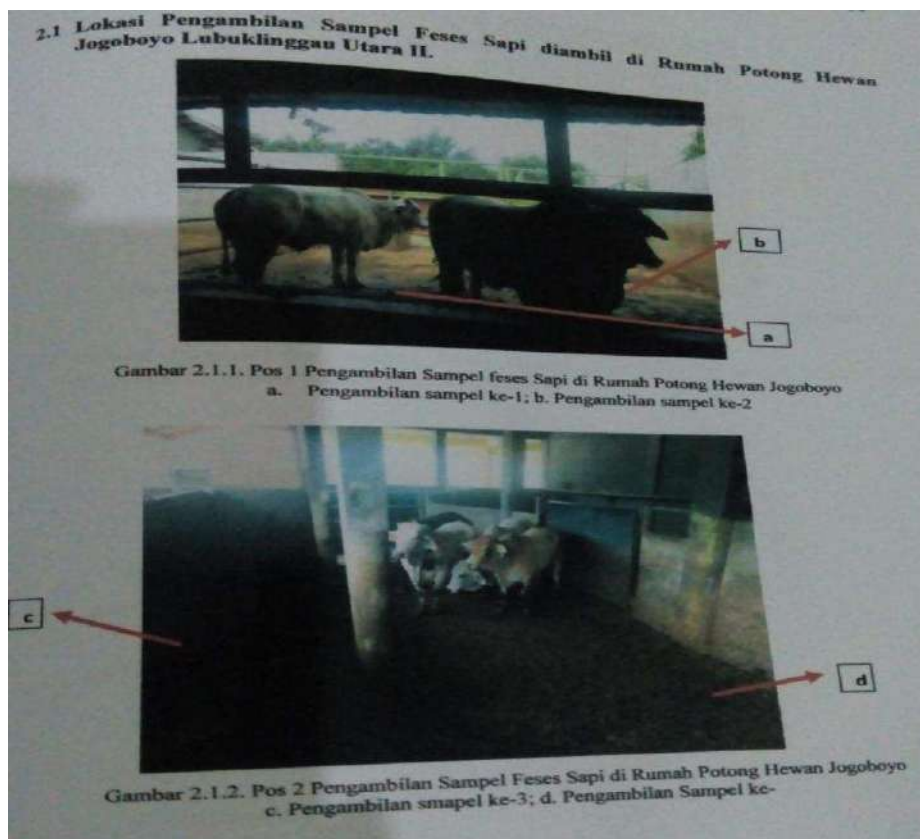 2.1 Lokasi Pengambilan Sampel Feses Sapi diambil di Rumah Potong Hewan
Jogoboyo Lubuklinggau Utara II.
b
a
Gambar 2.1.1. Pos 1 Pengambilan Sampel feses Sapi di Rumah Potong Hewan Jogoboyo
a. Pengambilan sampel ke-1; b. Pengambilan sampel ke-2
c
d
Gambar 2.1.2. Pos 2 Pengambilan Sampel Feses Sapi di Rumah Potong Hewan Jogoboyo
c. Pengambilan smapel ke-3; d. Pengambilan Sampel ke-